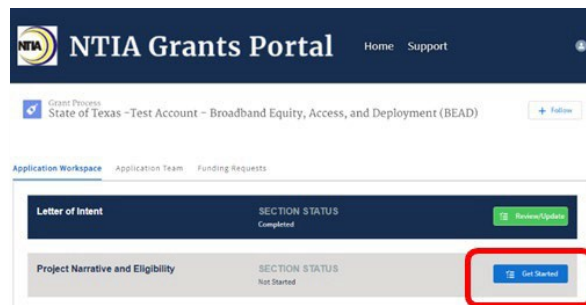 NTIA
NTIA Grants Portal
Home Support
Grant Process
State of Texas -Test Account - Broadband Equity, Access, and Deployment (BEAD)
+ Follow
Application Workspace Application Team Funding Requests
Letter of Intent
SECTION STATUS
Completed
Review/Update
Project Narrative and Eligibility
SECTION STATUS
Not Started
Get Started